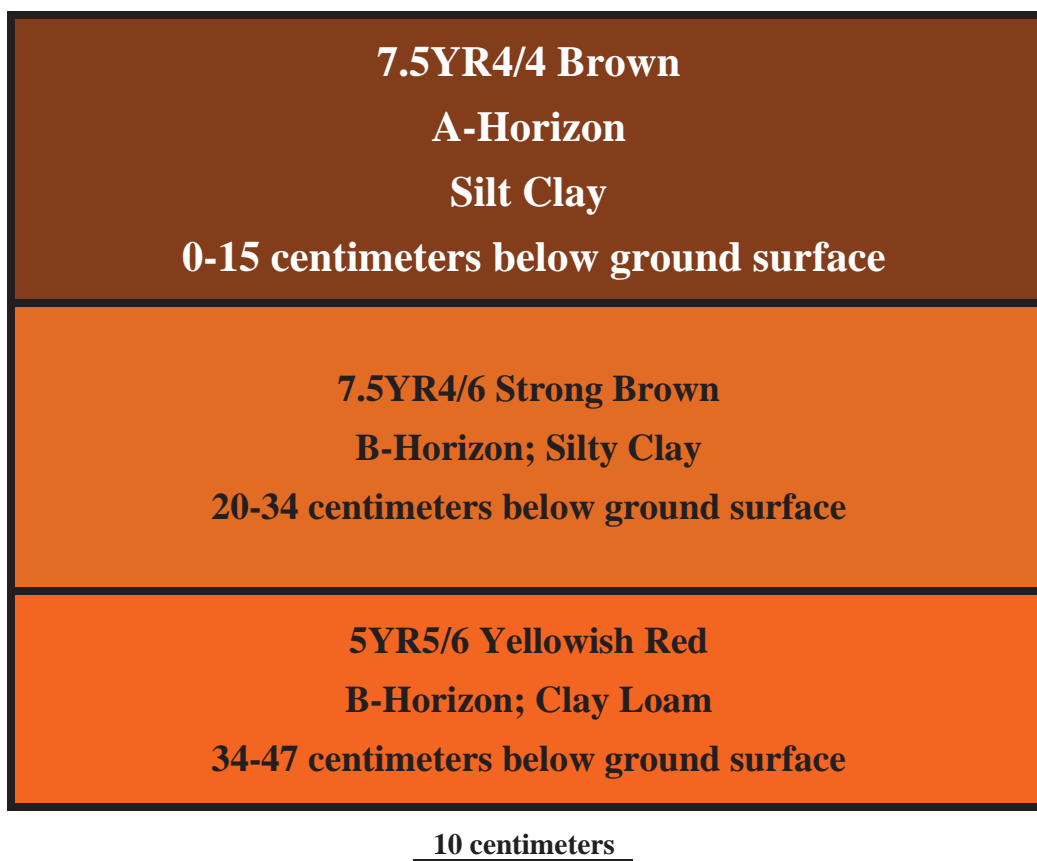 7.5YR4/4 Brown
A-Horizon
Silt Clay
0-15 centimeters below ground surface
7.5YR4/6 Strong Brown
B-Horizon; Silty Clay
20-34 centimeters below ground surface
5YR5/6 Yellowish Red
B-Horizon; Clay Loam
34-47 centimeters below ground surface
10 centimeters